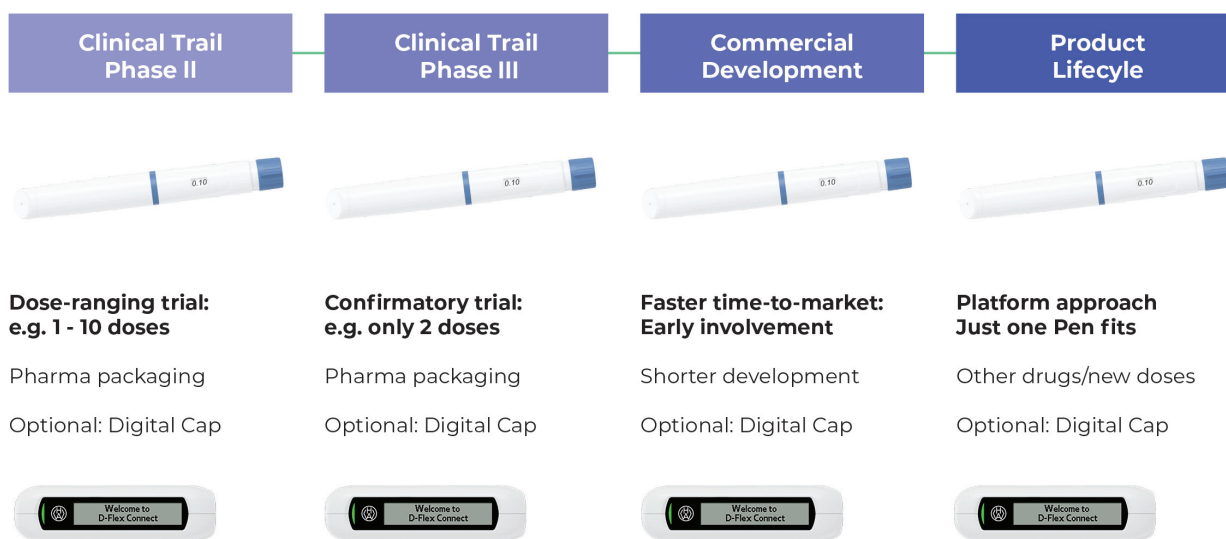 Clinical Trail
Phase II
Clinical Trail
Phase III
Commercial
Development
Product
Lifecyle
0.10
0.10
0.10
0.10
Dose-ranging trial:
e.g. 1 - 10 doses
Confirmatory trial:
e.g. only 2 doses
Faster time-to-market:
Early involvement
Platform approach
Just one Pen fits
Pharma packaging
Pharma packaging
Shorter development
Other drugs/new doses
Optional: Digital Cap
Optional: Digital Cap
Optional: Digital Cap
Optional: Digital Cap
Welcome to
D-Flex Connect
Welcome to
D-Flex Connect
Welcome to
D-Flex Connect
Welcome to
D-Flex Connect